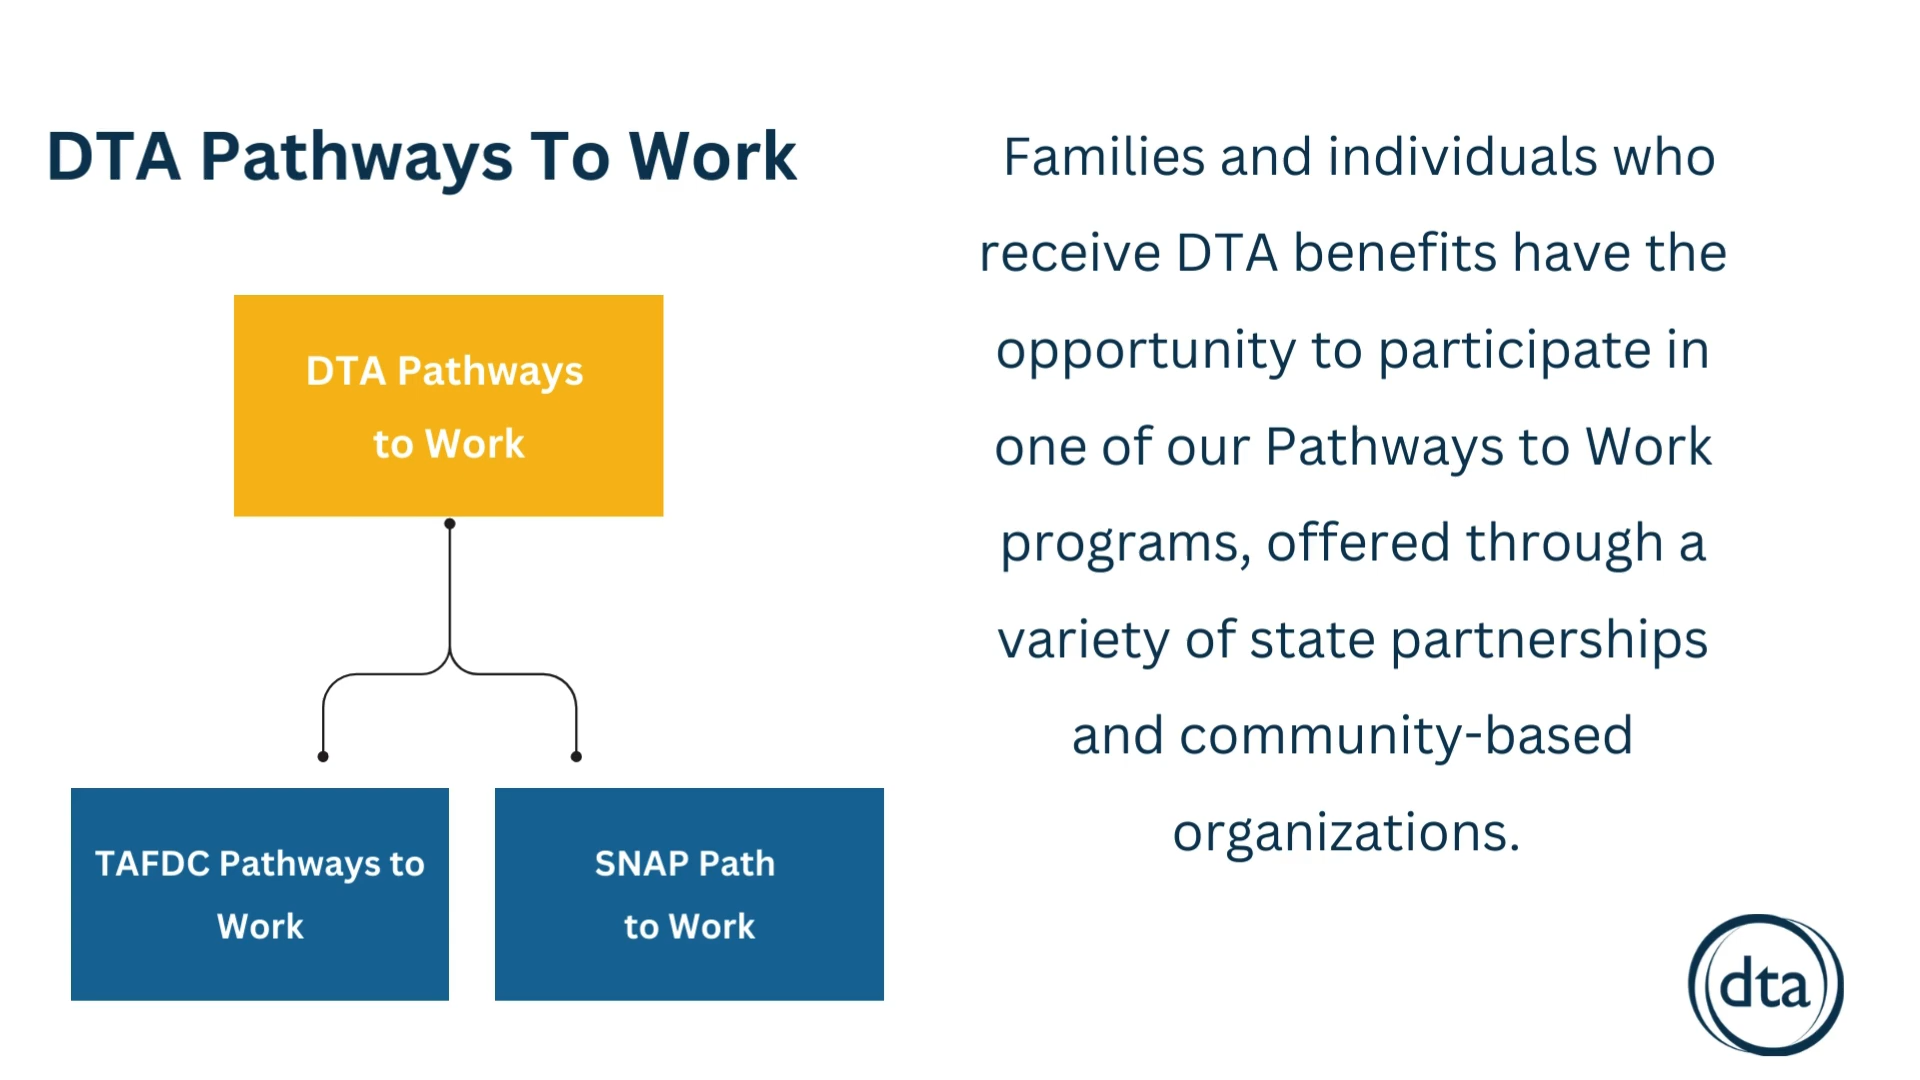 DTA Pathways To Work
DTA Pathways
to Work
TAFDC Pathways to
Work
SNAP Path
to Work
Families and individuals who
receive DTA benefits have the
opportunity to participate in
one of our Pathways to Work
programs, offered through a
variety of state partnerships
and community-based
organizations.
dta